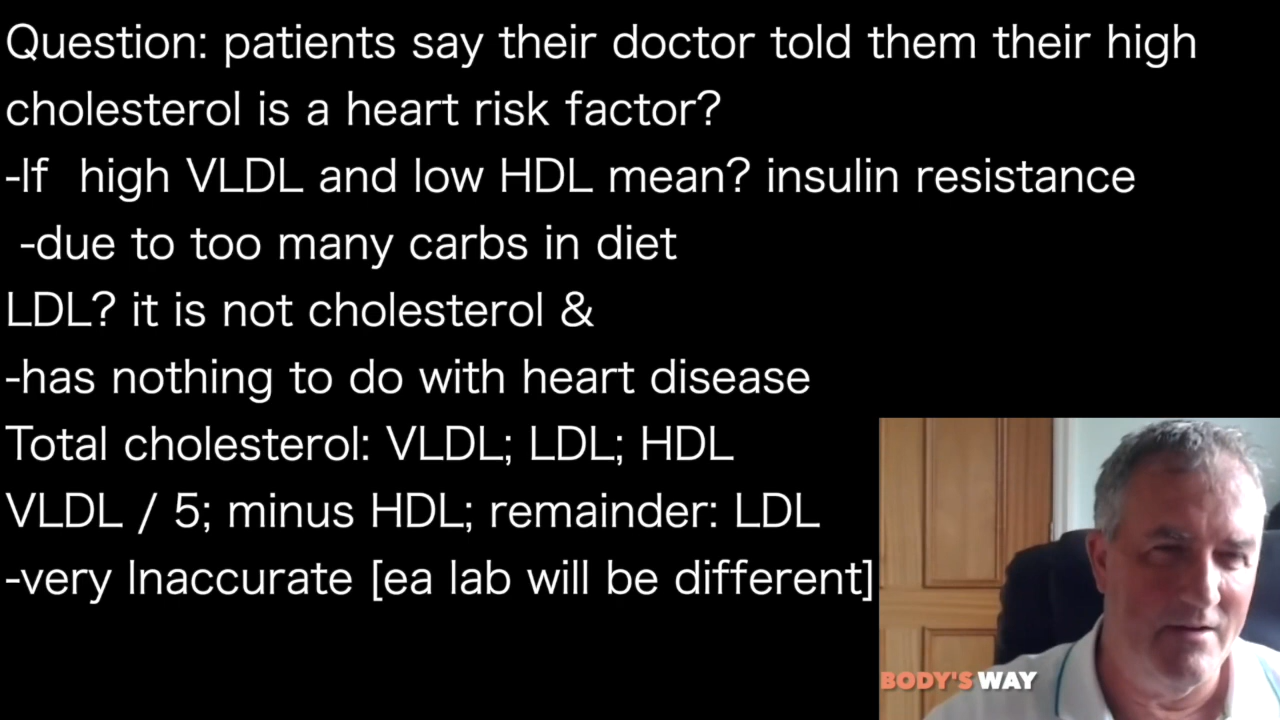 Question: patients say their doctor told them their high
cholesterol is a heart risk factor?
-If  high VLDL and low HDL mean? insulin resistance
 -due to too many carbs in diet
LDL? it is not cholesterol &
-has nothing to do with heart disease
Total cholesterol: VLDL; LDL; HDL
VLDL / 5; minus HDL; remainder: LDL
-very Inaccurate [ea lab will be different]
BODY'S WAY